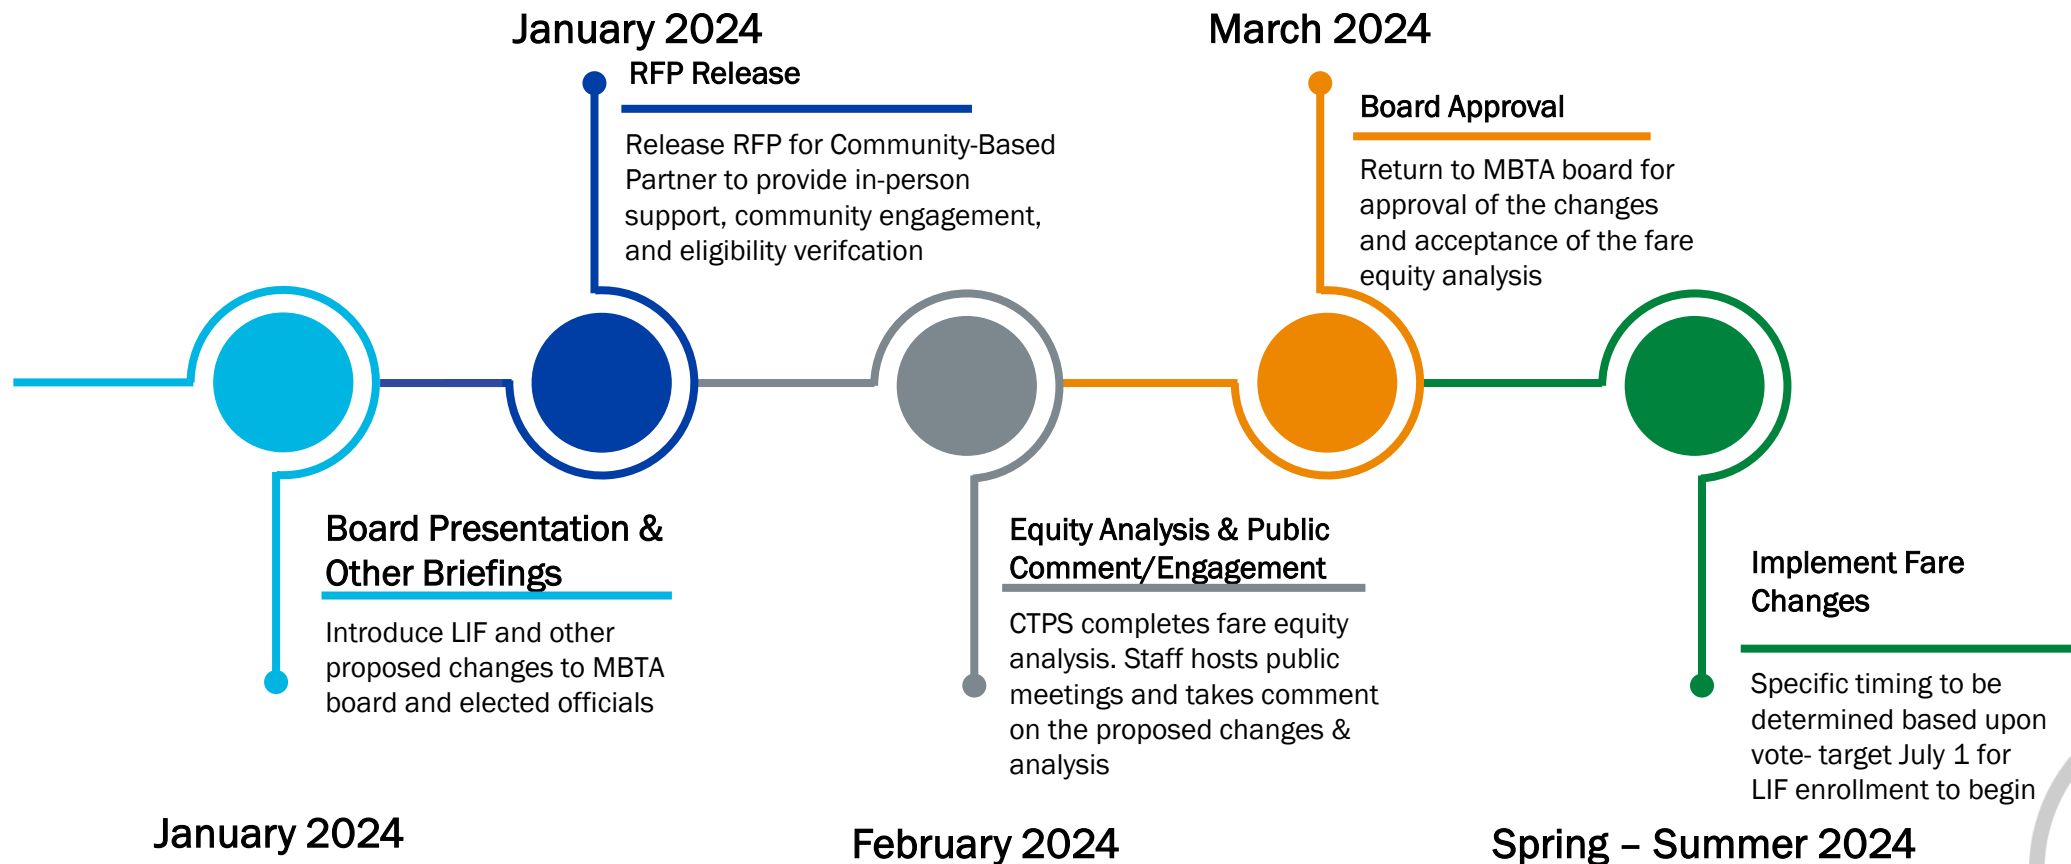 January 2024
RFP Release
Release RFP for Community-Based
Partner to provide in-person
support, community engagement,
and eligibility verifcation
March 2024
Board Approval
Return to MBTA board for
approval of the changes
and acceptance of the fare
equity analysis
Board Presentation &
Other Briefings
Introduce LIF and other
proposed changes to MBTA
board and elected officials
January 2024
Equity Analysis & Public
Comment/Engagement
CTPS completes fare equity
analysis. Staff hosts public
meetings and takes comment
on the proposed changes &
analysis
February 2024
Implement Fare
Changes
Specific timing to be
determined based upon
vote- target July 1 for
LIF enrollment to begin
Spring – Summer 2024